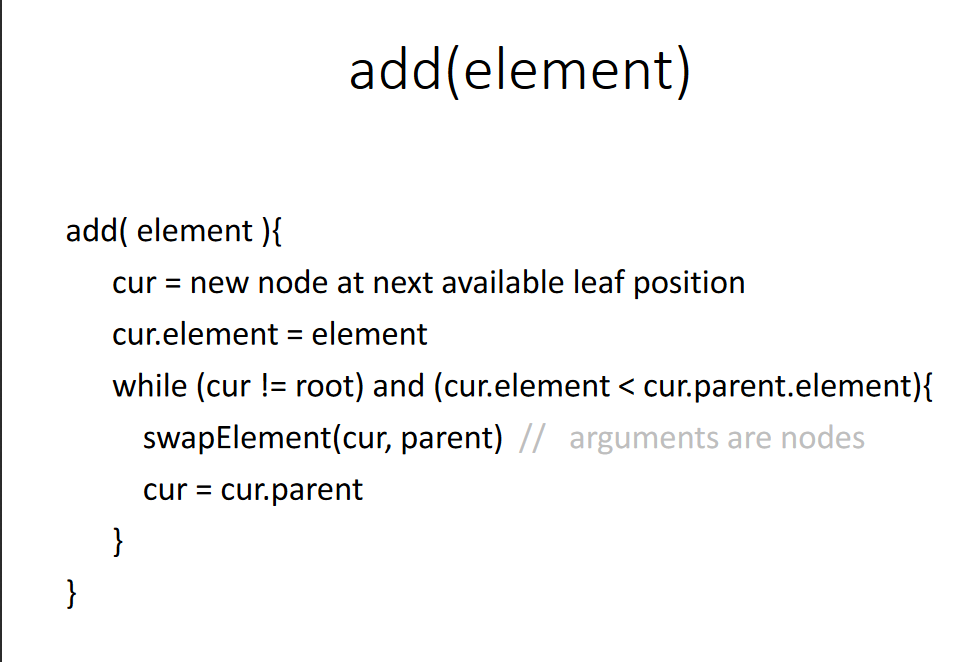 add(element)
add( element ){
cur = new node at next available leaf position
cur.element = element
while (cur != root) and (cur.element < cur.parent.element){
swapElement(cur, parent) // arguments are nodes
cur = cur.parent
}
}